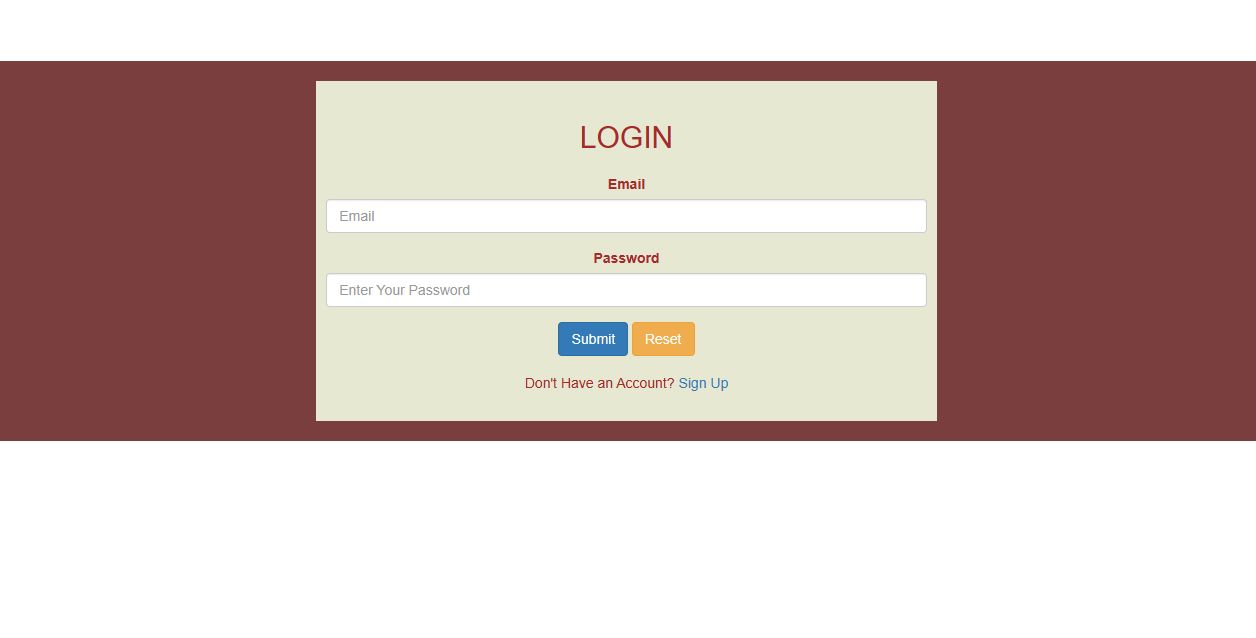 LOGIN
Email
Email
Password
Enter Your Password
Submit Reset
Don't Have an Account? Sign Up